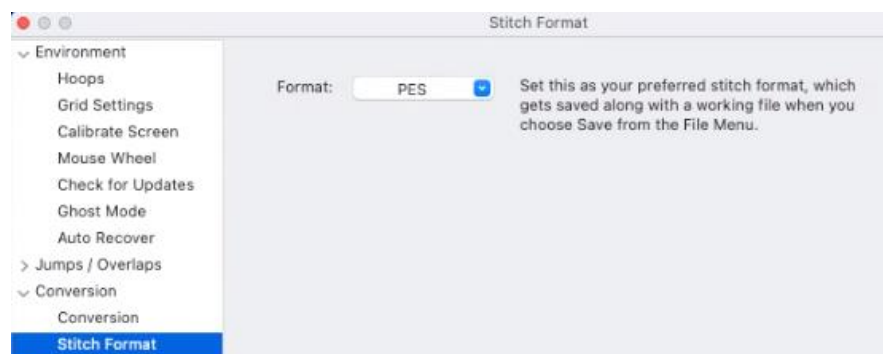 Stitch Format
Environment
Hoops
Grid Settings
Calibrate Screen
Mouse Wheel
Check for Updates
Ghost Mode
Auto Recover
Jumps / Overlaps
Conversion
Conversion
Stitch Format
Format:
PES
Set this as your preferred stitch format, which
gets saved along with a working file when you
choose Save from the File Menu.